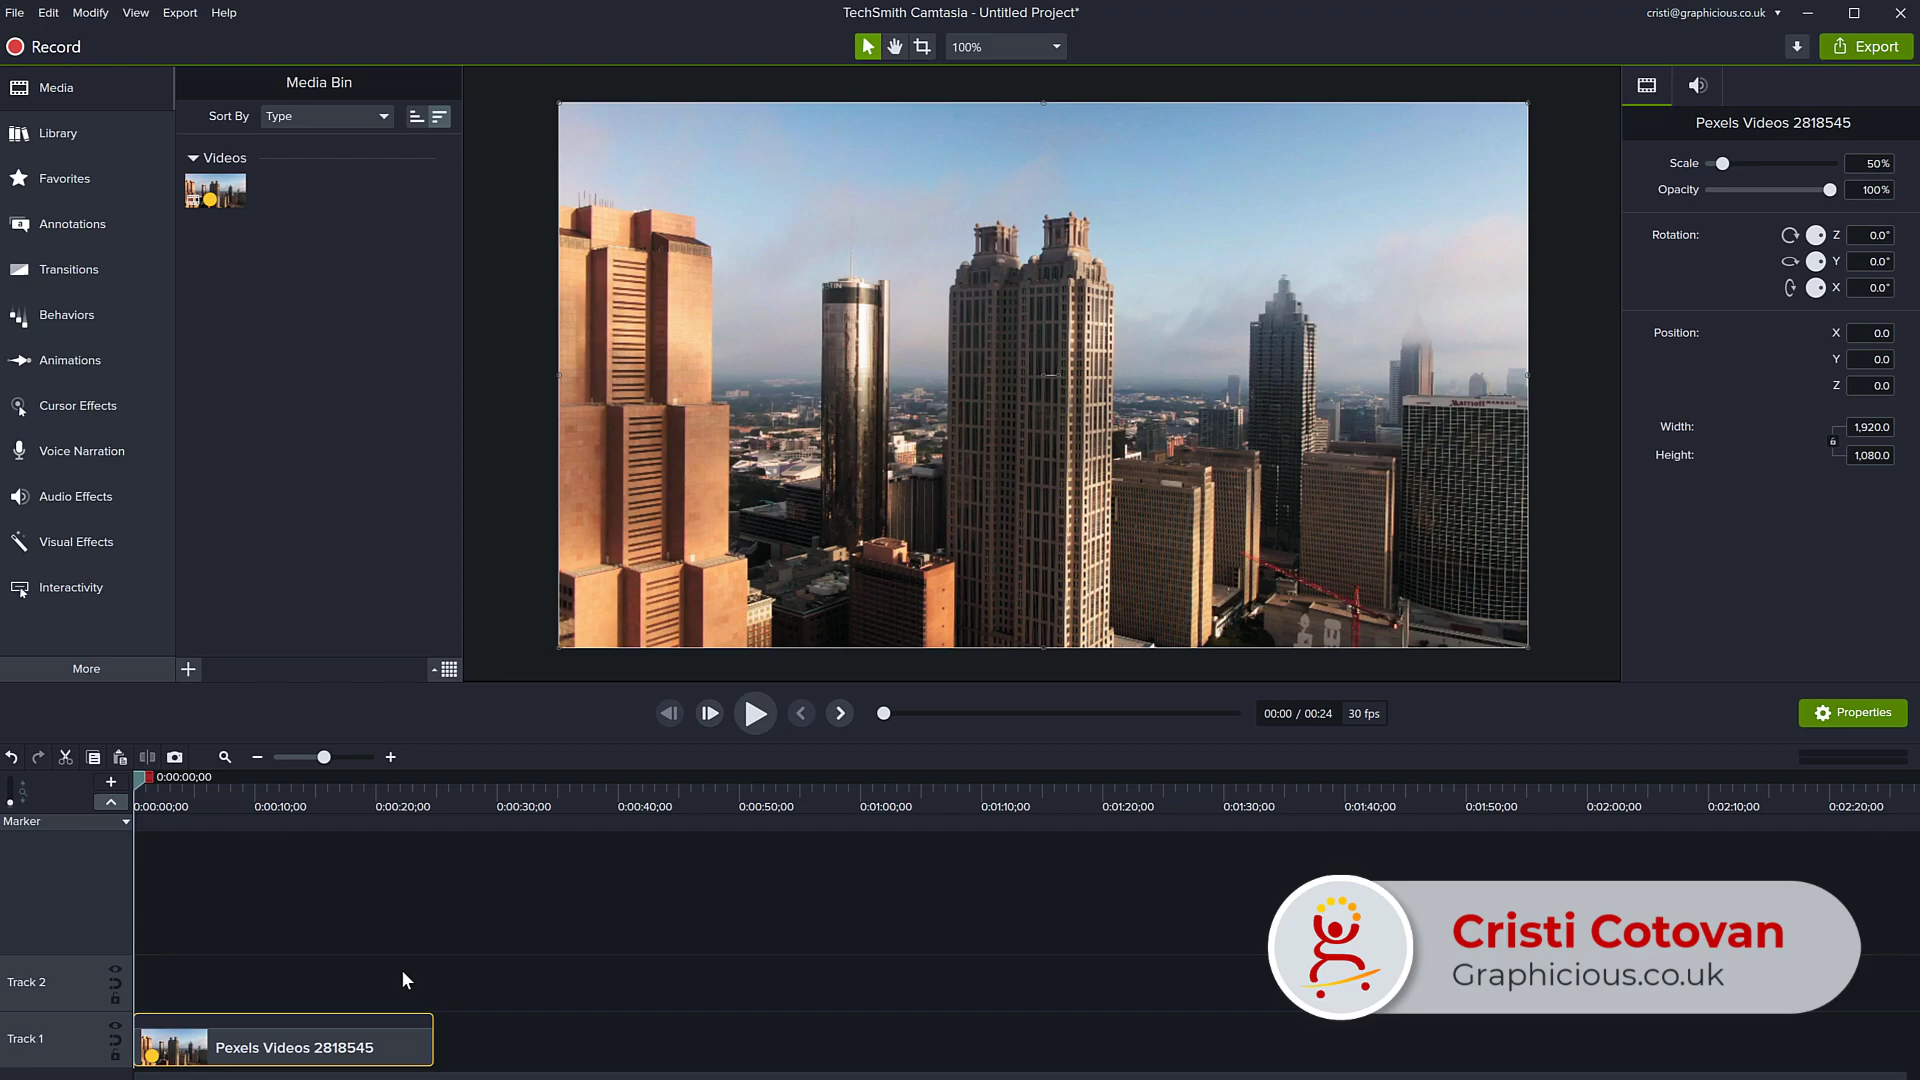 File Edit Modify View Export Help
TechSmith Camtasia - Untitled Project*
cristi@graphicious.co.uk
Record
100%
Export
Media
Library
Favorites
Annotations
Transitions
Behaviors
Animations
Cursor Effects
Voice Narration
Audio Effects
Visual Effects
Interactivity
More
Media Bin
Sort By Type
Videos
Marriott MARQUIS
Pexels Videos 2818545
Scale 50%
Opacity 100%
Rotation: Z 0.0°
Y 0.0°
X 0.0°
Position: X 0.0
Y 0.0
Z 0.0
Width: 1,920.0
Height: 1,080.0
00:00 / 00:24 30 fps
Properties
0:00:00;00
0:00:00;00 0:00:10;00 0:00:20;00 0:00:30;00 0:00:40;00 0:00:50;00 0:01:00;00 0:01:10;00 0:01:20;00 0:01:30;00 0:01:40;00 0:01:50;00 0:02:00;00 0:02:10;00 0:02:20;00
Marker
Track 2
Track 1
Pexels Videos 2818545
Cristi Cotovan
Graphicious.co.uk